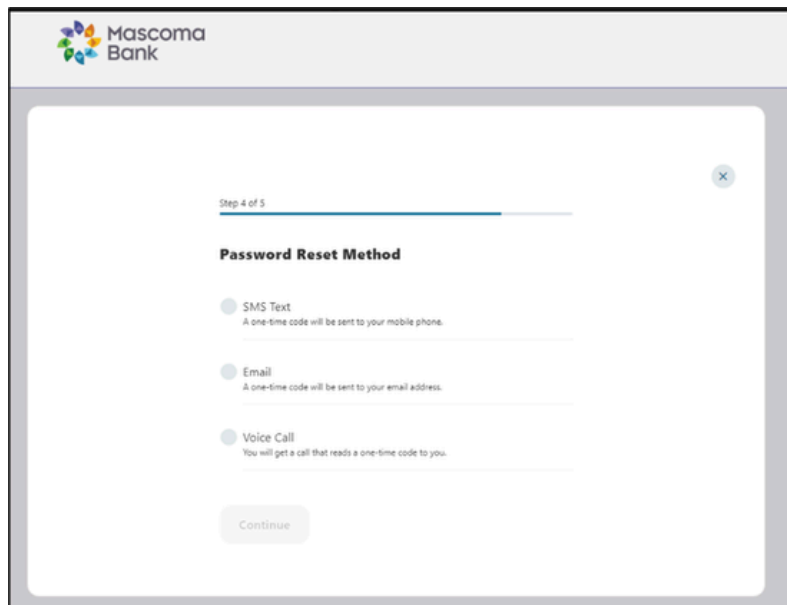 Mascoma
Bank
Step 4 of 5
Password Reset Method
SMS Text
A one-time code will be sent to your mobile phone.
Email
A one-time code will be sent to your email address.
Voice Call
You will get a call that reads a one-time code to you.
Continue